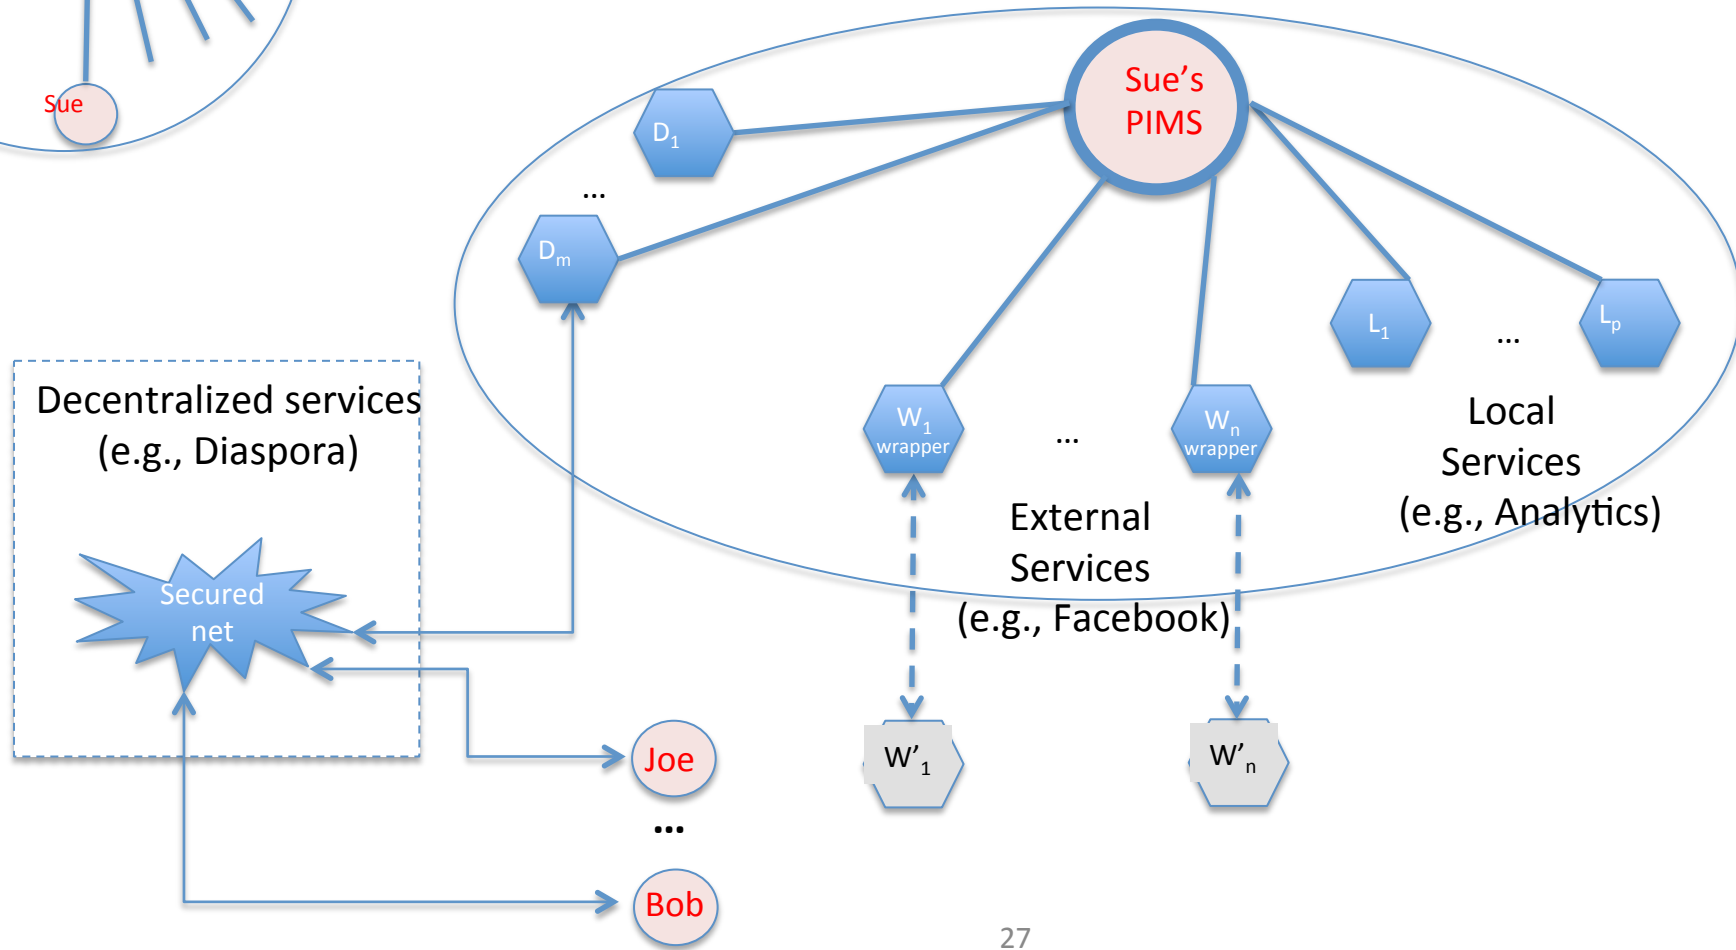 Sue
Sue's
PIMS
D1
...
Dm
L1
...
Lp
Decentralized services
(e.g., Diaspora)
W1
wrapper
...
Wn
wrapper
Local
Services
(e.g., Analytics)
External
Services
(e.g., Facebook)
Secured
net
Joe
...
Bob
W'1
W'n
27